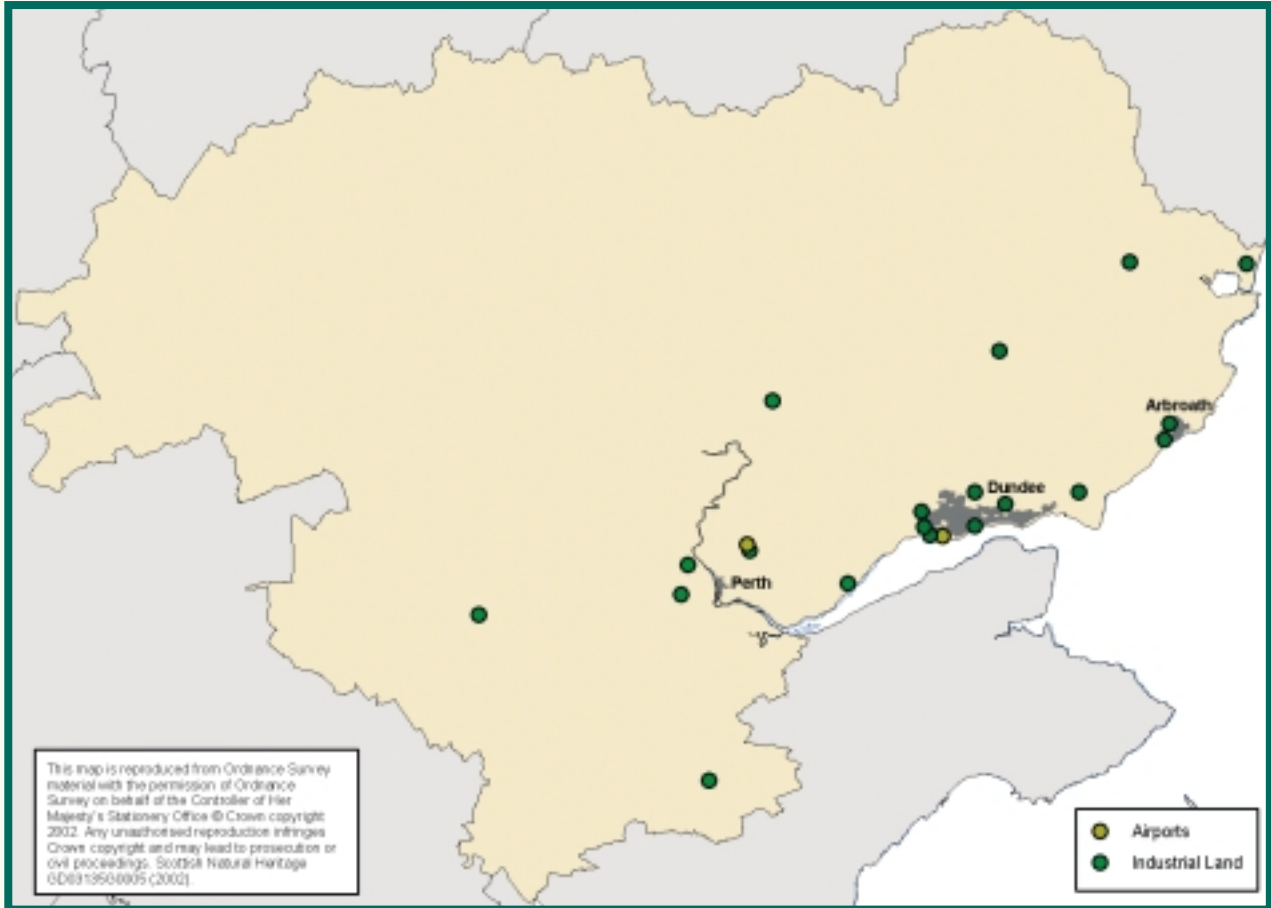 Arbroath
Dundee
Perth
This map is reproduced from Ordnance Survey
material with the permission of Ordnance
Survey on behalf of the Controller of Her
Majesty's Stationery Office © Crown copyright
2002. Any unauthorised reproduction infringes
Crown copyright and may lead to prosecution or
civil proceedings. Scottish Natural Heritage
(2002).
Airports
Industrial Land